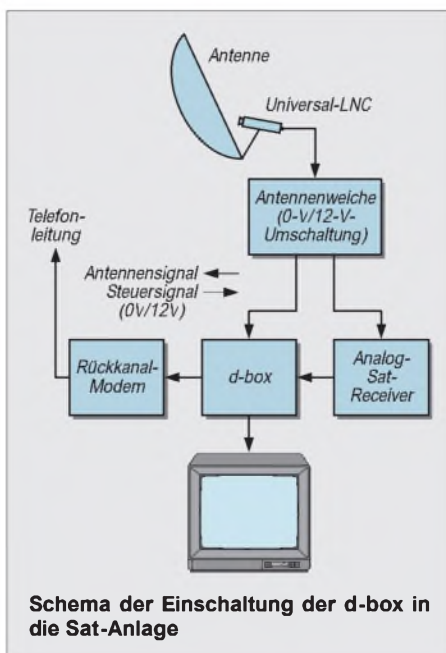 Antenne
Universal-LNC
Antennenweiche
(0-V/12-V-
Umschaltung)
Telefon-
leitung
Antennensignal
Steuersignal
(0V/12V)
Rückkanal-
Modem
d-box
Analog-
Sat-
Receiver
Schema der Einschaltung der d-box in
die Sat-Anlage